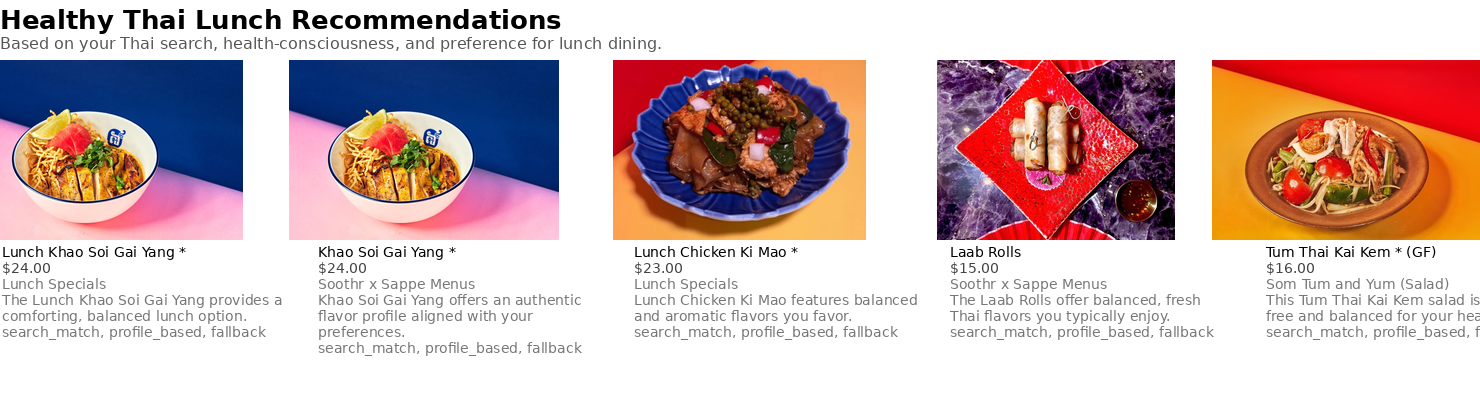 Healthy Thai Lunch Recommendations
Based on your Thai search, health-consciousness, and preference for lunch dining.
Lunch Khao Soi Gai Yang *
$24.00
Lunch Specials
The Lunch Khao Soi Gai Yang provides a
comforting, balanced lunch option.
search_match, profile_based, fallback
Khao Soi Gai Yang *
$24.00
Soothr x Sappe Menus
Khao Soi Gai Yang offers an authentic
flavor profile aligned with your
preferences.
search_match, profile_based, fallback
Lunch Chicken Ki Mao *
$23.00
Lunch Specials
Lunch Chicken Ki Mao features balanced
and aromatic flavors you favor.
search_match, profile_based, fallback
Laab Rolls
$15.00
Soothr x Sappe Menus
The Laab Rolls offer balanced, fresh
Thai flavors you typically enjoy.
search_match, profile_based, fallback
Tum Thai Kai Kem * (GF)
$16.00
Som Tum and Yum (Salad)
This Tum Thai Kai Kem salad is
free and balanced for your hea
search_match, profile_based, f